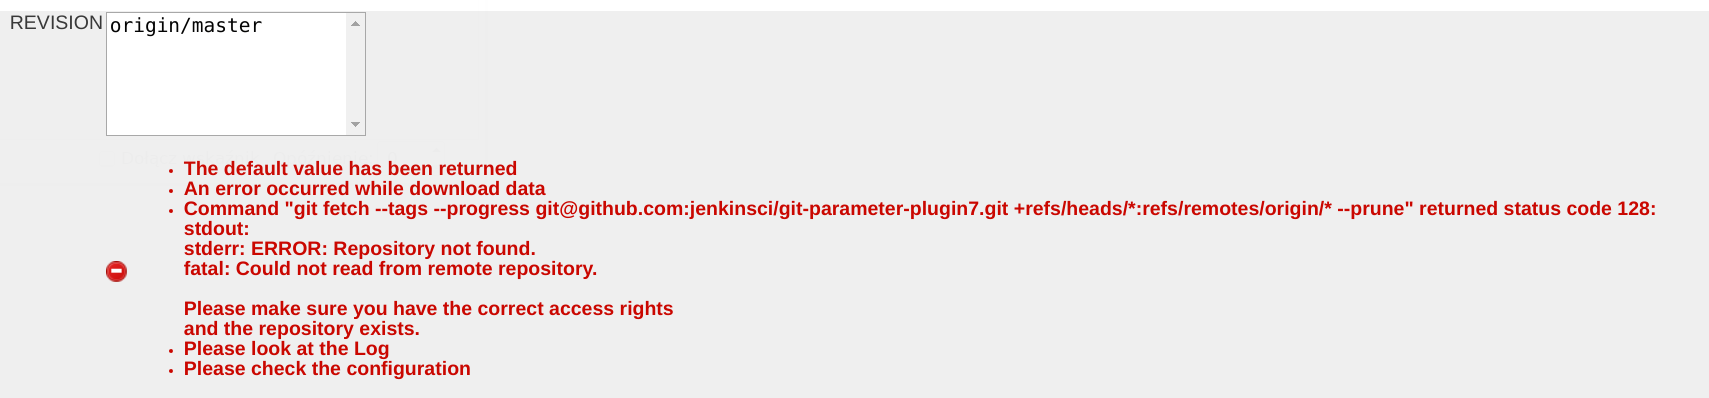 REVISION
origin/master
The default value has been returned
An error occurred while download data
Command "git fetch --tags --progress git@github.com:jenkinsci/git-parameter-plugin7.git +refs/heads/*:refs/remotes/origin/* --prune" returned status code 128:
stdout:
stderr: ERROR: Repository not found.
fatal: Could not read from remote repository.
Please make sure you have the correct access rights
and the repository exists.
Please look at the Log
Please check the configuration